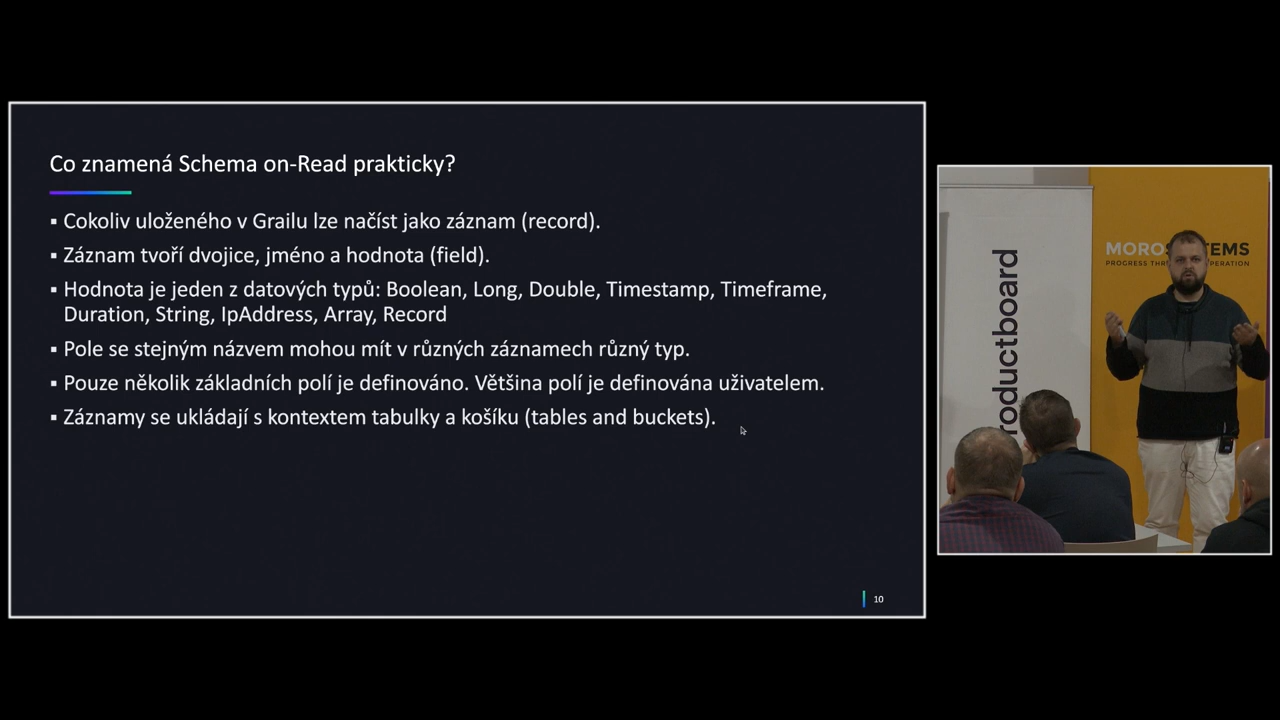 Co znamená Schema on-Read prakticky?
▪ Cokoliv uloženého v Grailu lze načíst jako záznam (record).
▪ Záznam tvoří dvojice, jméno a hodnota (field).
▪ Hodnota je jeden z datových typů: Boolean, Long, Double, Timestamp, Timeframe,
Duration, String, IpAddress, Array, Record
▪ Pole se stejným názvem mohou mít v různých záznamech různý typ.
▪ Pouze několik základních polí je definováno. Většina polí je definována uživatelem.
▪ Záznamy se ukládají s kontextem tabulky a košíku (tables and buckets).
10
roductboard
MOROS TEMS
PROGRESS THR PERATION